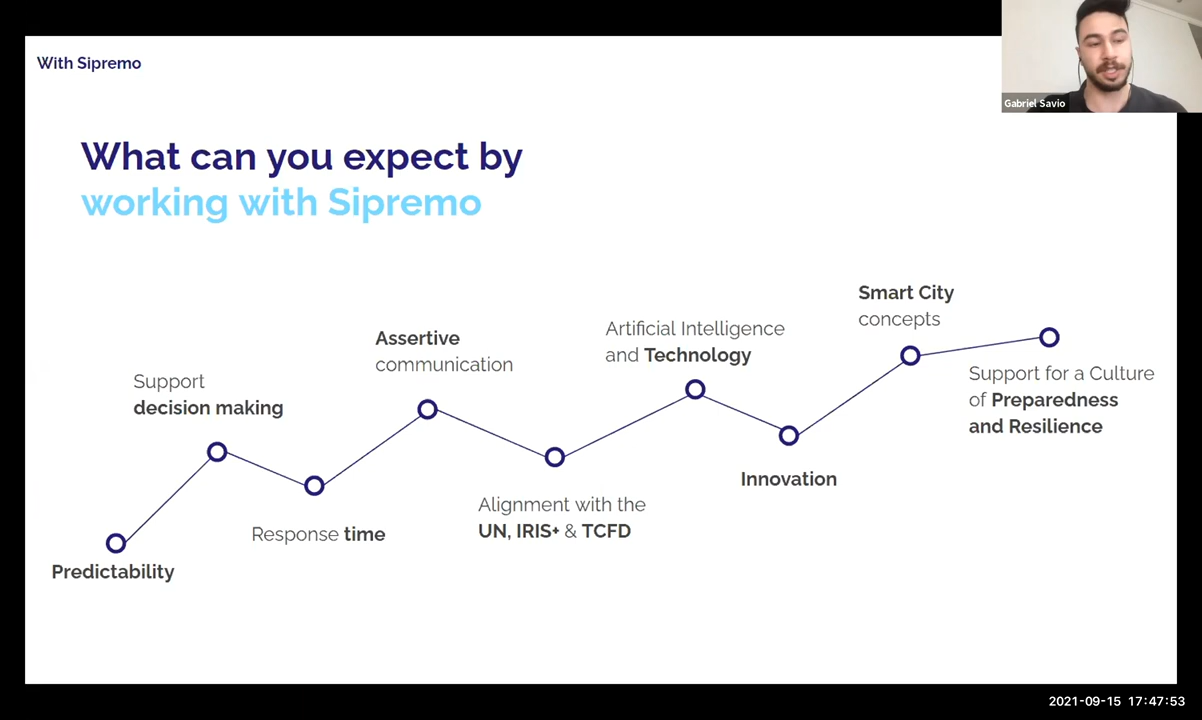 With Sipremo
Gabriel Savio
What can you expect by
working with Sipremo
Smart City
concepts
Artificial Intelligence
and Technology
Assertive
communication
Support
decision making
Support for a Culture
of Preparedness
and Resilience
Innovation
Alignment with the
UN, IRIS+ & TCFD
Response time
Predictability
2021-09-15 17:47:53